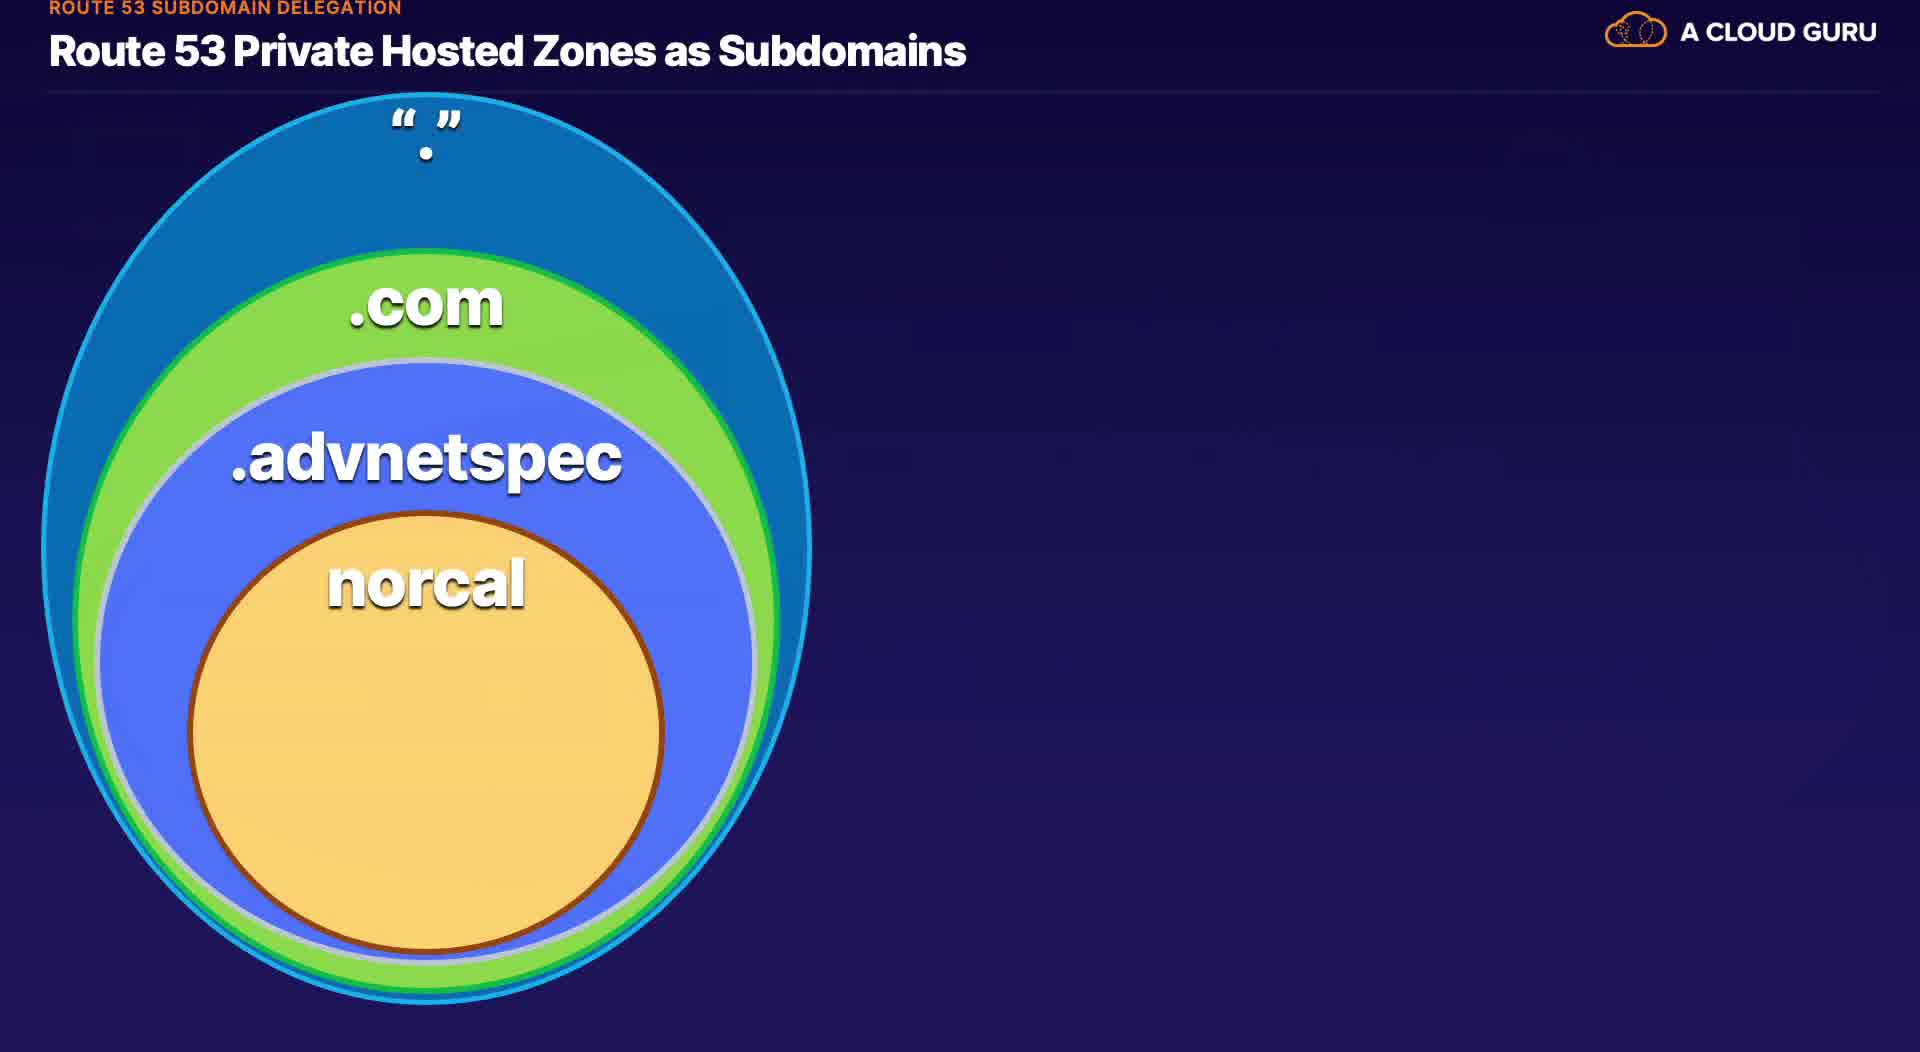 ROUTE 53 SUBDOMAIN DELEGATION
Route 53 Private Hosted Zones as Subdomains
A CLOUD GURU
“.”
.com
.advnetspec
norcal